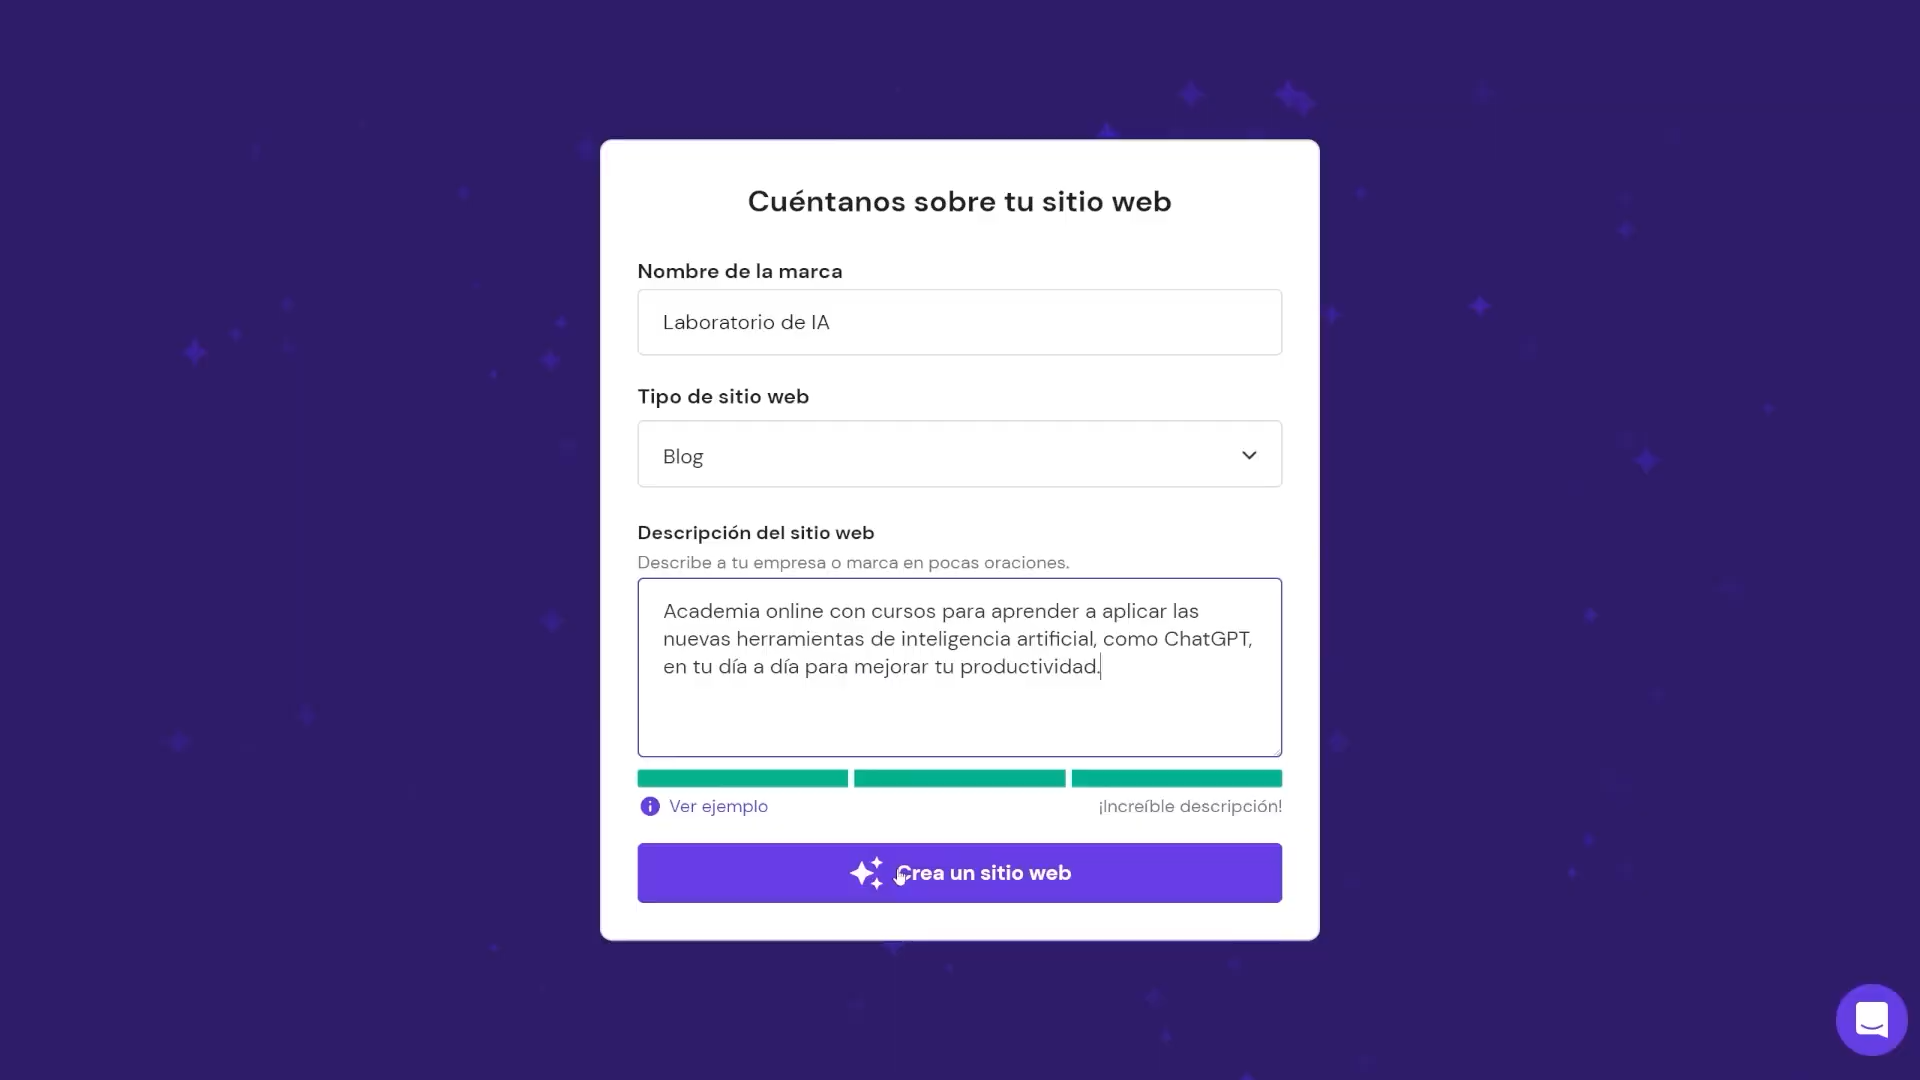 Cuéntanos sobre tu sitio web
Nombre de la marca
Laboratorio de IA
Tipo de sitio web
Blog
Descripción del sitio web
Describe a tu empresa o marca en pocas oraciones.
Academia online con cursos para aprender a aplicar las
nuevas herramientas de inteligencia artificial, como ChatGPT,
en tu día a día para mejorar tu productividad.
Ver ejemplo
¡Increíble descripción!
Crea un sitio web